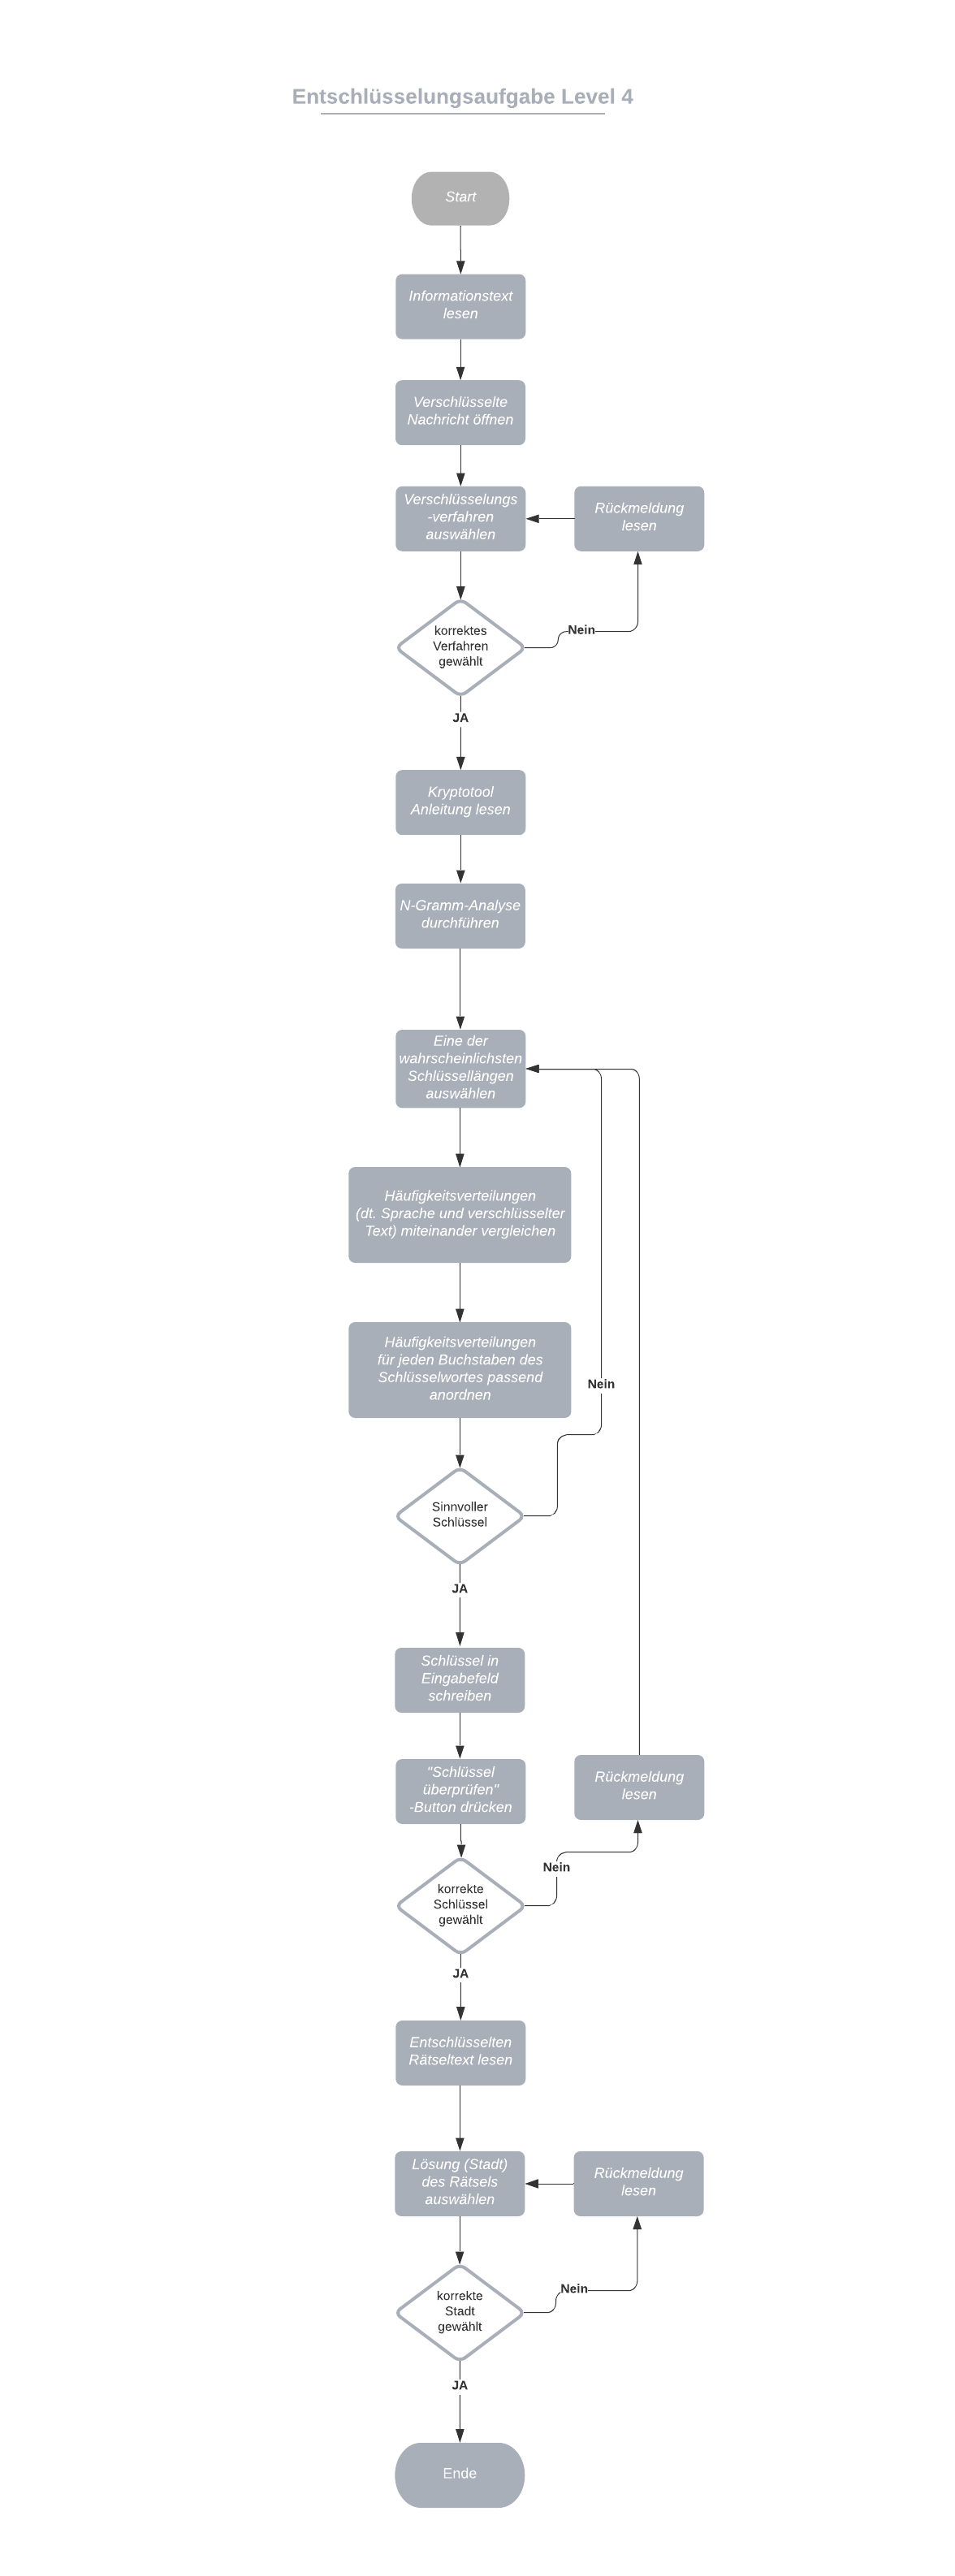 Entschlüsselungsaufgabe Level 4
Start
Informationstext
lesen
Verschlüsselte
Nachricht öffnen
Verschlüsselungs
-verfahren
auswählen
Rückmeldung
lesen
korrektes
Verfahren
gewählt
Nein
JA
Kryptotool
Anleitung lesen
N-Gramm-Analyse
durchführen
Eine der
wahrscheinlichsten
Schlüssellängen
auswählen
Häufigkeitsverteilungen
(dt. Sprache und verschlüsselter
Text) miteinander vergleichen
Häufigkeitsverteilungen
für jeden Buchstaben des
Schlüsselwortes passend
anordnen
Nein
Sinnvoller
Schlüssel
JA
Schlüssel in
Eingabefeld
schreiben
"Schlüssel
überprüfen"
-Button drücken
Rückmeldung
lesen
Nein
korrekte
Schlüssel
gewählt
JA
Entschlüsselten
Rätseltext lesen
Lösung (Stadt)
des Rätsels
auswählen
Rückmeldung
lesen
Nein
korrekte
Stadt
gewählt
JA
Ende